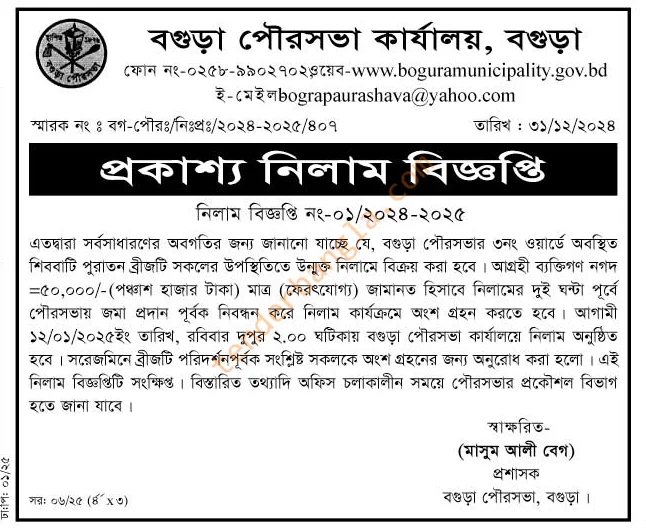 বগুড়া পৌরসভা কার্যালয়, বগুড়া
ফোন নং-০২৫৮-৯৯০২৭০২ওয়েব-www.boguramunicipality.gov.bd
ই-মেইলbograpaurashava@yahoo.com
স্মারক নং ঃ বগ-পৌরঃ/নিঃপ্রঃ/২০২৪-২০২৫/৪০৭ তারিখ : ৩১/১২/২০২৪
প্রকাশ্য নিলাম বিজ্ঞপ্তি
নিলাম বিজ্ঞপ্তি নং-০১/২০২৪-২০২৫
এতদ্বারা সর্বসাধারণের অবগতির জন্য জানানো যাচ্ছে যে, বগুড়া পৌরসভার ৩নং ওয়ার্ডে অবস্থিত
শিববাটি পুরাতন ব্রীজটি সকলের উপস্থিতিতে উন্মুক্ত নিলামে বিক্রয় করা হবে। আগ্রহী ব্যক্তিগণ নগদ
=৫০,০০০/-(পঞ্চাশ হাজার টাকা) মাত্র (ফেরৎযোগ্য) জামানত হিসাবে নিলামের দুই ঘন্টা পূর্বে
পৌরসভায় জমা প্রদান পূর্বক নিবন্ধন করে নিলাম কার্যক্রমে অংশ গ্রহন করতে হবে। আগামী
১২/০১/২০২৫ইং তারিখ, রবিবার দুপুর ২.০০ ঘটিকায় বগুড়া পৌরসভা কার্যালয়ে নিলাম অনুষ্ঠিত
হবে। সরেজমিনে ব্রীজটি পরিদর্শনপূর্বক সংশ্লিষ্ট সকলকে অংশ গ্রহনের জন্য অনুরোধ করা হলো। এই
নিলাম বিজ্ঞপ্তিটি সংক্ষিপ্ত। বিস্তারিত তথ্যাদি অফিস চলাকালীন সময়ে পৌরসভার প্রকৌশল বিভাগ
হতে জানা যাবে।
স্বাক্ষরিত-
(মাসুম আলী বেগ)
প্রশাসক
বগুড়া পৌরসভা, বগুড়া।
সর: ০৬/২৫ (৪˝ x ৩)
চাঃপি: ০১/২৫
tenderbangla.com
বগুড়া পৌরসভা